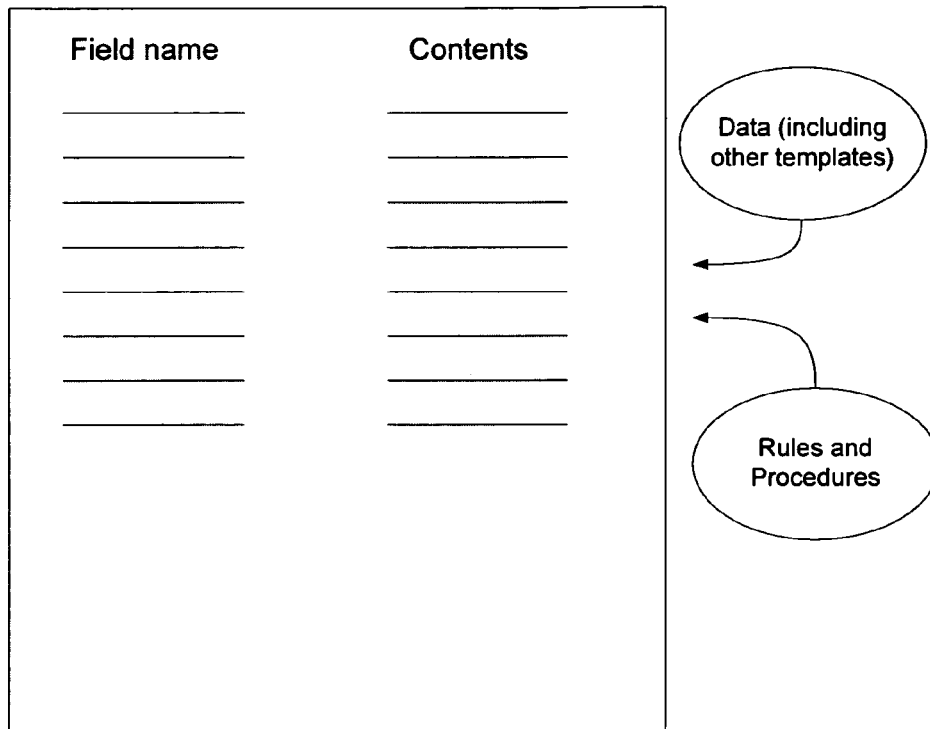 Field name
Contents
Data (including
other templates)
Rules and
Procedures